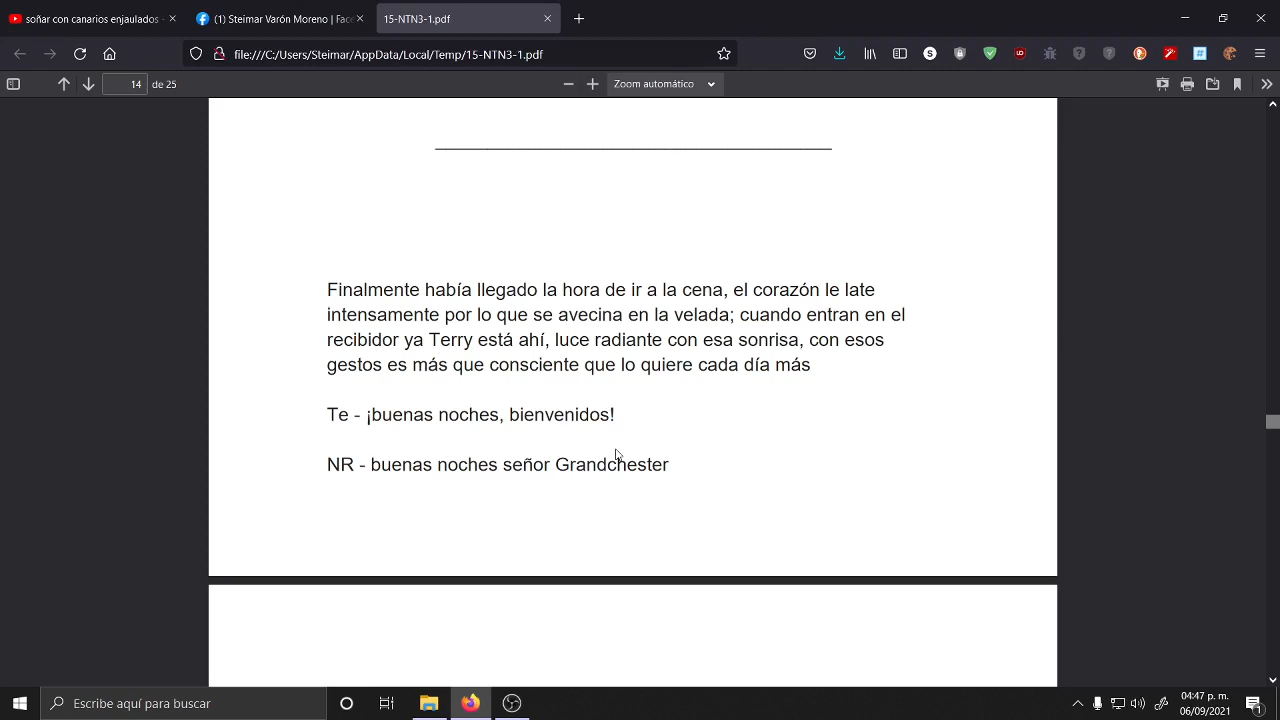 soñar con canarios enjaulados -
(1) Steimar Varón Moreno | Face
15-NTN3-1.pdf
file:///C:/Users/Steimar/AppData/Local/Temp/15-NTN3-1.pdf
14 de 25
Zoom automático
Finalmente había llegado la hora de ir a la cena, el corazón le late
intensamente por lo que se avecina en la velada; cuando entran en el
recibidor ya Terry está ahí, luce radiante con esa sonrisa, con esos
gestos es más que consciente que lo quiere cada día más
Te - ¡buenas noches, bienvenidos!
NR - buenas noches señor Grandchester
Escribe aquí para buscar
04:47 p. m.
06/09/2021